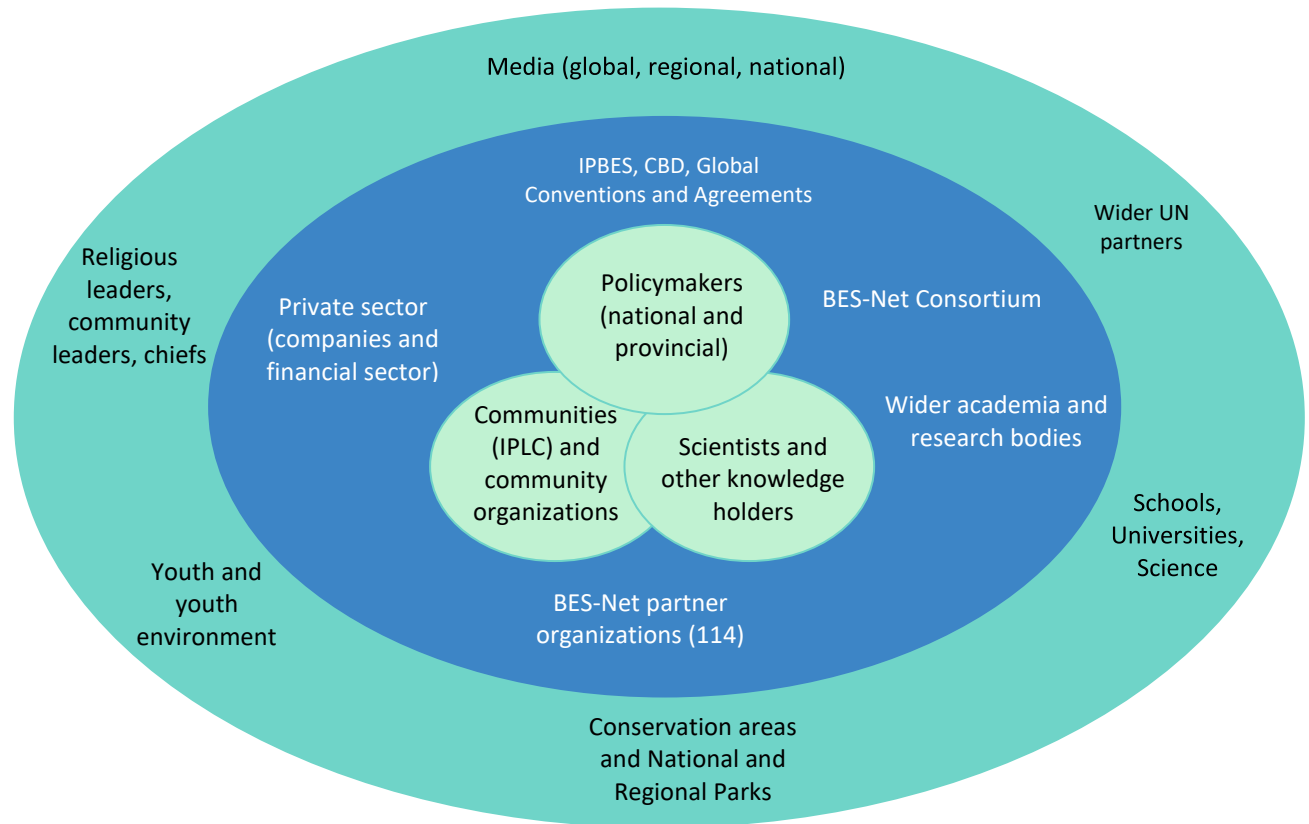 Media (global, regional, national)
IPBES, CBD, Global
Conventions and Agreements
Wider UN
partners
Religious
leaders,
community
leaders, chiefs
Private sector
(companies and
financial sector)
Policymakers
(national and
provincial)
BES-Net Consortium
Communities
(IPLC) and
community
organizations
Scientists and
other knowledge
holders
Wider academia and
research bodies
Schools,
Universities,
Science
Youth and
youth
environment
BES-Net partner
organizations (114)
Conservation areas
and National and
Regional Parks